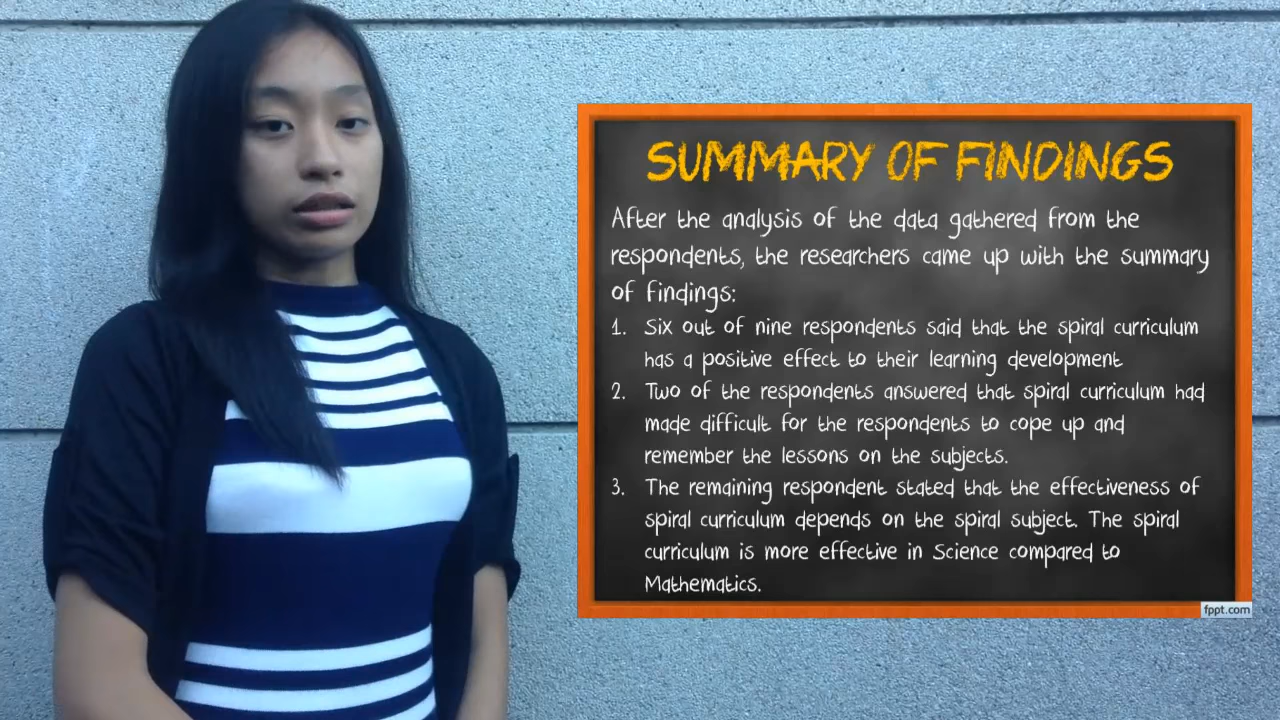 SUMMARY OF FINDINGS
After the analysis of the data gathered from the
respondents, the researchers came up with the summary
of findings:
1. Six out of nine respondents said that the spiral curriculum
has a positive effect to their learning development
2. Two of the respondents answered that spiral curriculum had
made difficult for the respondents to cope up and
remember the lessons on the subjects.
3. The remaining respondent stated that the effectiveness of
spiral curriculum depends on the spiral subject. The spiral
curriculum is more effective in Science compared to
Mathematics.
fppt.com